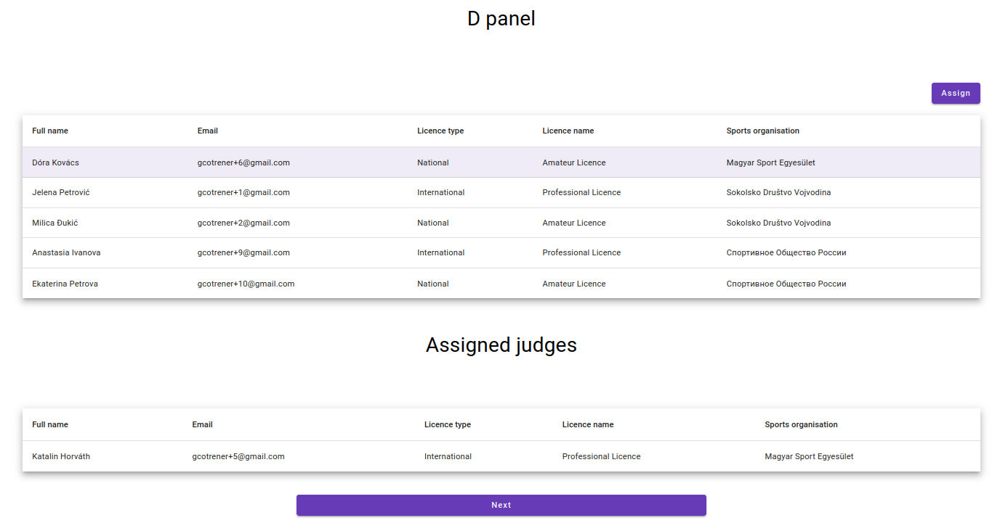 D panel
Assign
Full name Email Licence type Licence name Sports organisation
Dóra Kovács gcotrener+6@gmail.com National Amateur Licence Magyar Sport Egyesület
Jelena Petrović gcotrener+1@gmail.com International Professional Licence Sokolsko Društvo Vojvodina
Milica Đukić gcotrener+2@gmail.com National Amateur Licence Sokolsko Društvo Vojvodina
Anastasia Ivanova gcotrener+9@gmail.com International Professional Licence Спортивное Общество России
Ekaterina Petrova gcotrener+10@gmail.com National Amateur Licence Спортивное Общество России
Assigned judges
Full name Email Licence type Licence name Sports organisation
Katalin Horváth gcotrener+5@gmail.com International Professional Licence Magyar Sport Egyesület
Next